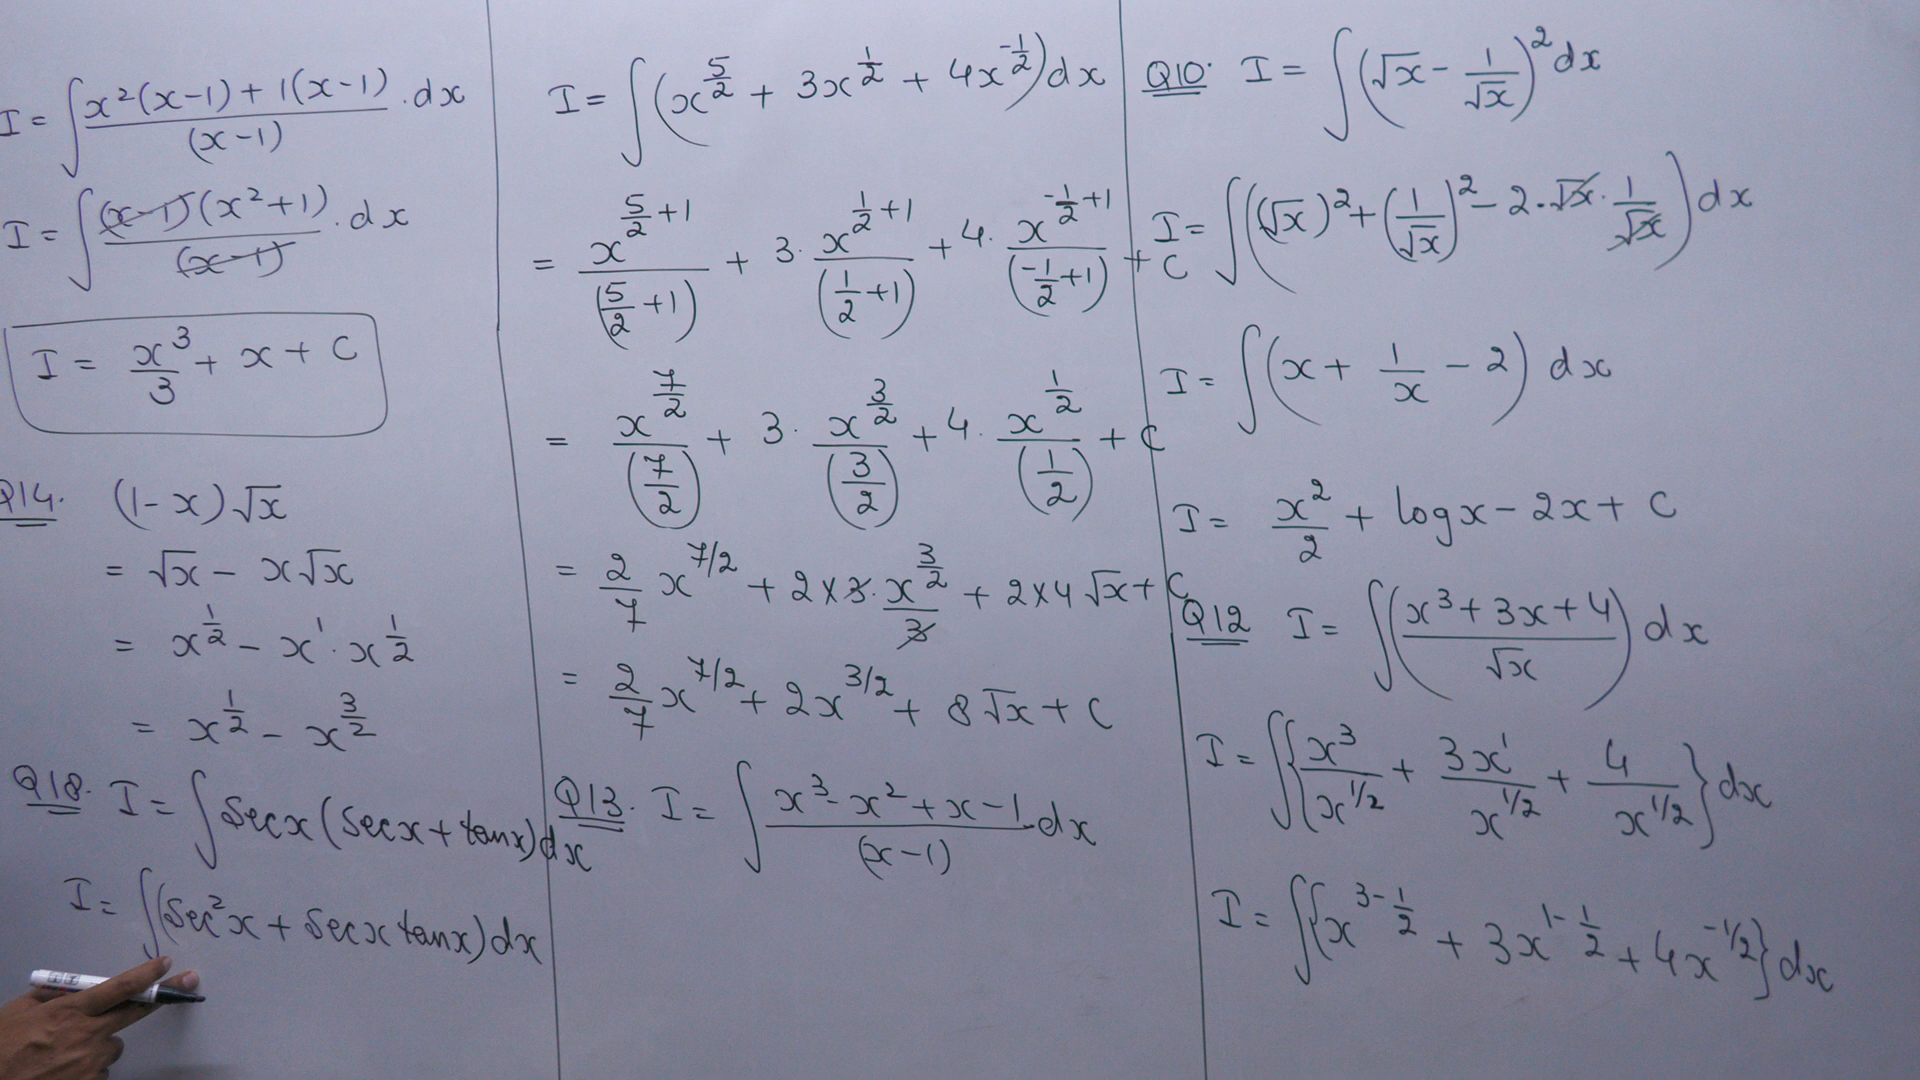 I = ∫ x²(x-1) + 1(x-1) / (x-1) . dx
I = ∫ (x-1)(x²+1) / (x-1) . dx
I = x³/3 + x + C
Q14. (1-x)√x
= √x - x√x
= x^(1/2) - x¹ · x^(1/2)
= x^(1/2) - x^(3/2)
Q18. I = ∫ Secx (Secx + tanx) dx
I = ∫ (Sec²x + Secx tanx) dx
I = ∫ (x^(5/2) + 3x^(1/2) + 4x^(-1/2)) dx
= x^(5/2+1) / (5/2+1) + 3· x^(1/2+1) / (1/2+1) + 4· x^(-1/2+1) / (-1/2+1) + C
= x^(7/2) / (7/2) + 3· x^(3/2) / (3/2) + 4· x^(1/2) / (1/2) + C
= 2/7 x^(7/2) + 2×3· x^(3/2) / 3 + 2×4√x + C
= 2/7 x^(7/2) + 2x^(3/2) + 8√x + C
Q13. I = ∫ x³ - x² + x - 1 / (x-1) dx
Q10. I = ∫ (√x - 1/√x)² dx
I = ∫ ((√x)² + (1/√x)² - 2·√x · 1/√x) dx
I = ∫ (x + 1/x - 2) dx
I = x²/2 + logx - 2x + C
Q12 I = ∫ (x³ + 3x + 4 / √x) dx
I = ∫ {x³/x^(1/2) + 3x¹/x^(1/2) + 4/x^(1/2)} dx
I = ∫ {x^(3-1/2) + 3x^(1-1/2) + 4x^(-1/2)} dx